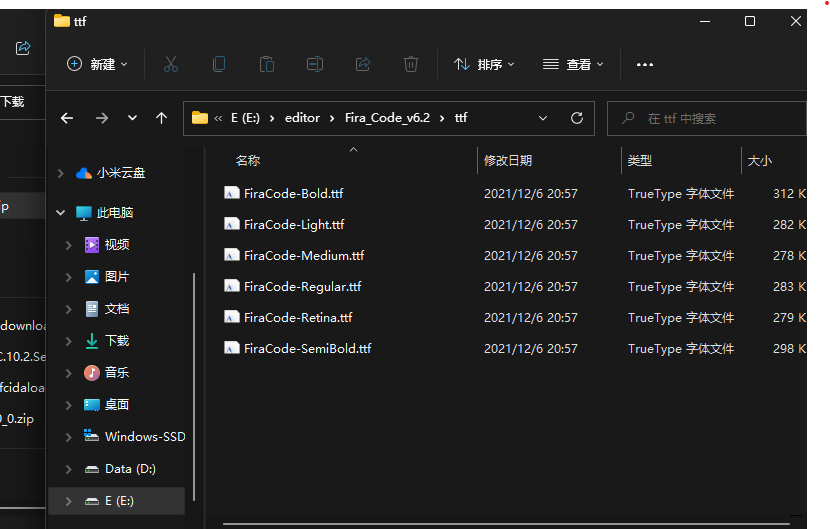 ttf
新建
排序
查看
下载
E (E:) editor Fira_Code_v6.2 ttf
在 ttf 中搜索
名称 修改日期 类型 大小
小米云盘
此电脑
视频
图片
文档
下载
音乐
桌面
Windows-SSD
Data (D:)
E (E:)
FiraCode-Bold.ttf 2021/12/6 20:57 TrueType 字体文件 312 K
FiraCode-Light.ttf 2021/12/6 20:57 TrueType 字体文件 282 K
FiraCode-Medium.ttf 2021/12/6 20:57 TrueType 字体文件 278 K
FiraCode-Regular.ttf 2021/12/6 20:57 TrueType 字体文件 283 K
FiraCode-Retina.ttf 2021/12/6 20:57 TrueType 字体文件 279 K
FiraCode-SemiBold.ttf 2021/12/6 20:57 TrueType 字体文件 298 K
ip
downloa
C.10.2.Se
fcidaloa
0_0.zip